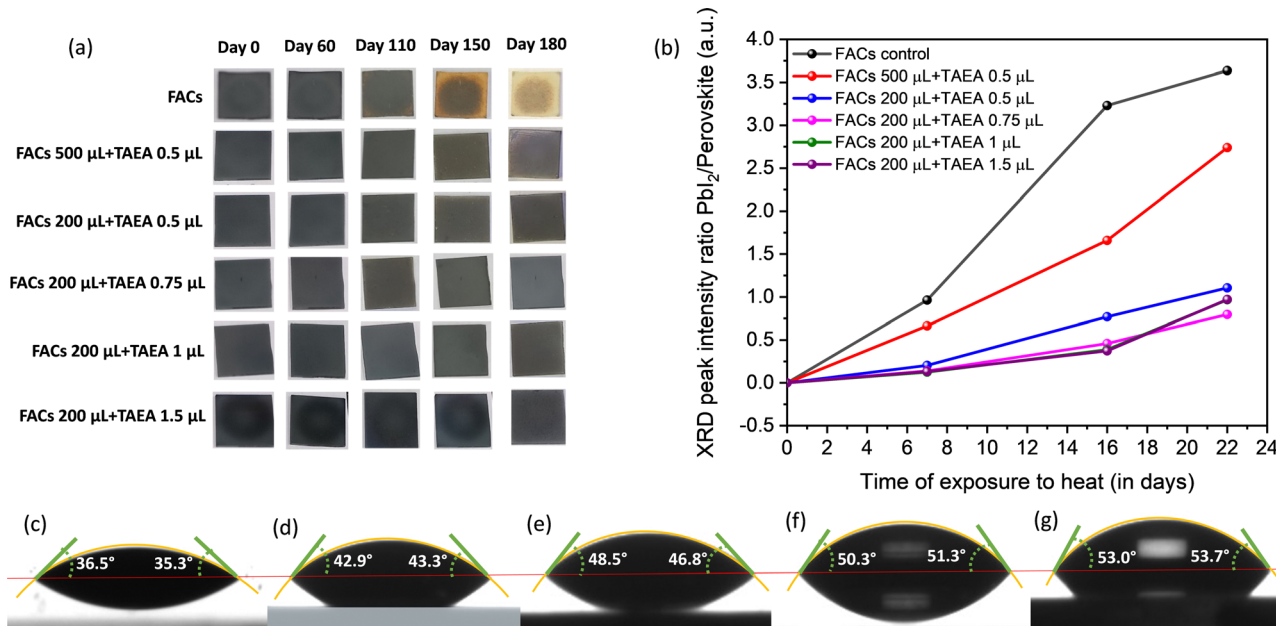 (a)
Day 0 Day 60 Day 110 Day 150 Day 180
FACs
FACs 500 µL+TAEA 0.5 µL
FACs 200 µL+TAEA 0.5 µL
FACs 200 µL+TAEA 0.75 µL
FACs 200 µL+TAEA 1 µL
FACs 200 µL+TAEA 1.5 µL
(b)
XRD peak intensity ratio PbI₂/Perovskite (a.u.)
4.0
3.5
3.0
2.5
2.0
1.5
1.0
0.5
0.0
-0.5
FACs control
FACs 500 µL+TAEA 0.5 µL
FACs 200 µL+TAEA 0.5 µL
FACs 200 µL+TAEA 0.75 µL
FACs 200 µL+TAEA 1 µL
FACs 200 µL+TAEA 1.5 µL
0 2 4 6 8 10 12 14 16 18 20 22 24
Time of exposure to heat (in days)
(c)
36.5° 35.3°
(d)
42.9° 43.3°
(e)
48.5° 46.8°
(f)
50.3° 51.3°
(g)
53.0° 53.7°